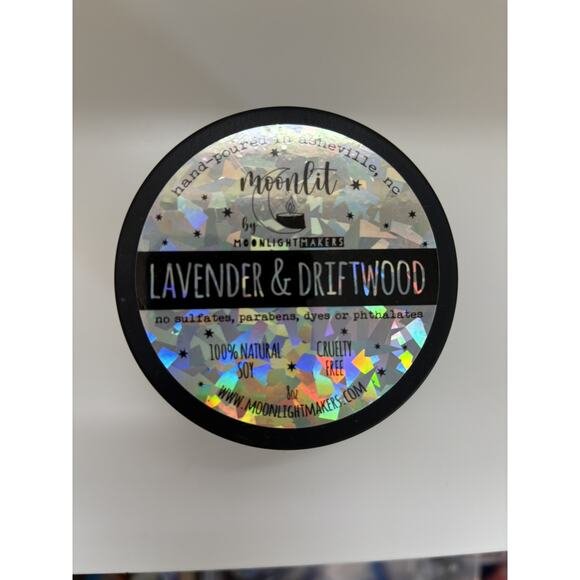 hand-poured in asheville, nc
moonlit
by
MOONLIGHTMAKERS
LAVENDER & DRIFTWOOD
no sulfates, parabens, dyes or phthalates
100% NATURAL
SOY
CRUELTY
FREE
8oz
WWW.MOONLIGHTMAKERS.COM